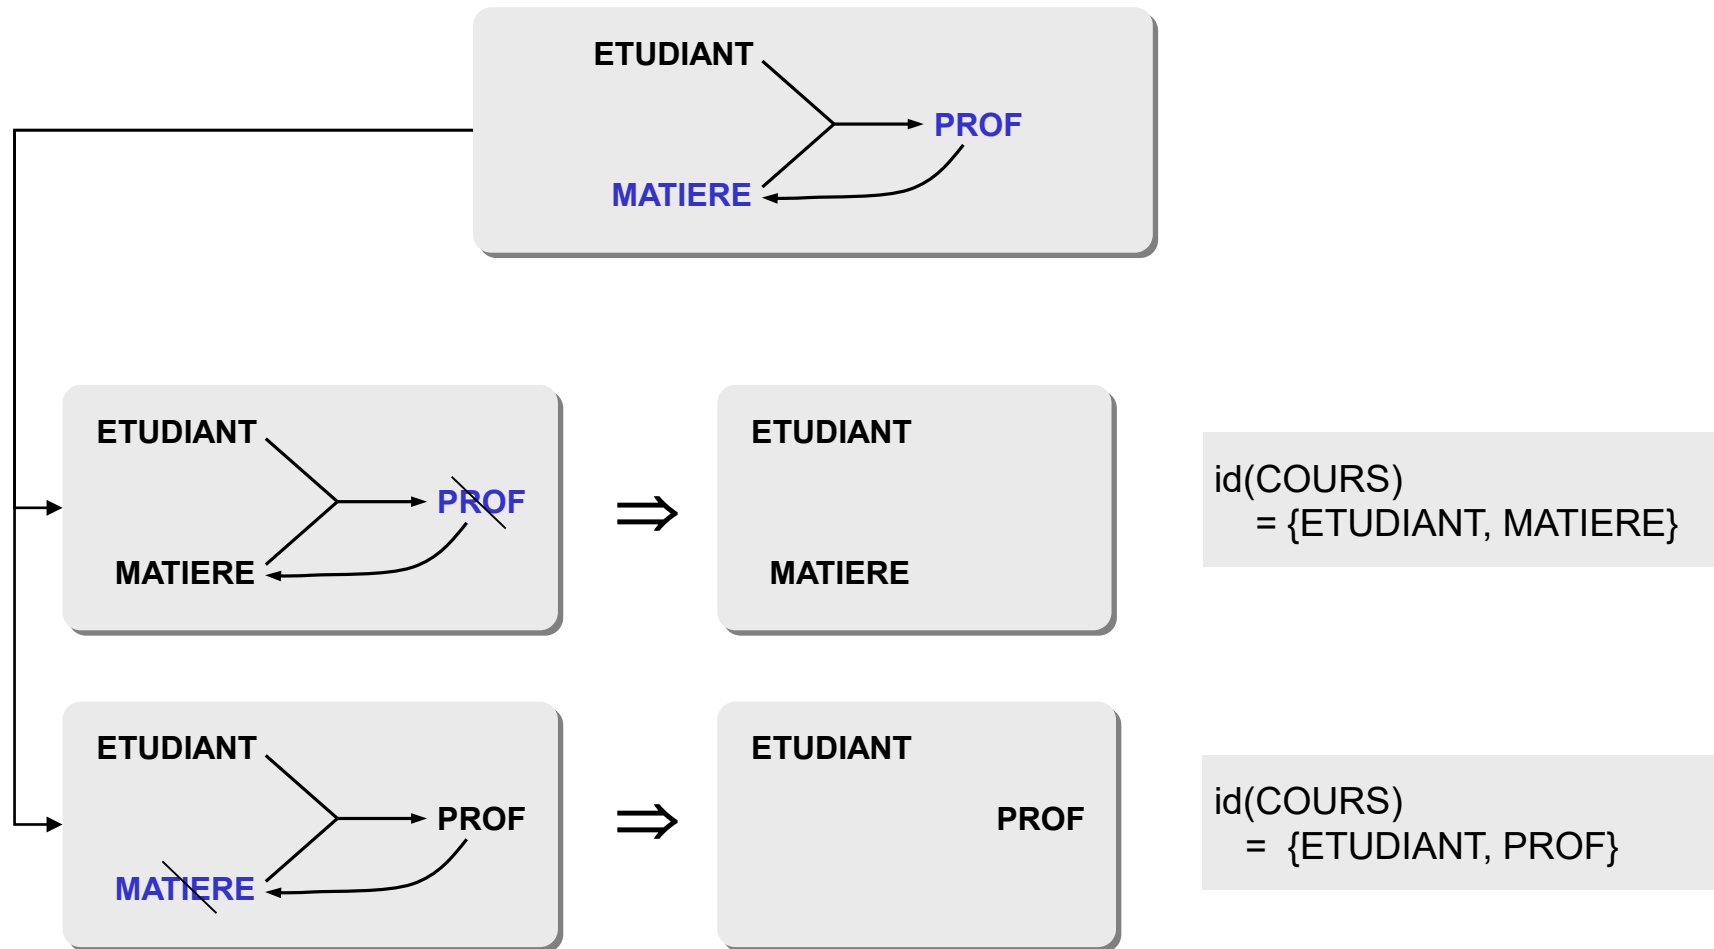 ETUDIANT
PROF
MATIERE
ETUDIANT
PROF
MATIERE
⇒
ETUDIANT
MATIERE
id(COURS)
= {ETUDIANT, MATIERE}
ETUDIANT
PROF
MATIERE
⇒
ETUDIANT
PROF
id(COURS)
= {ETUDIANT, PROF}